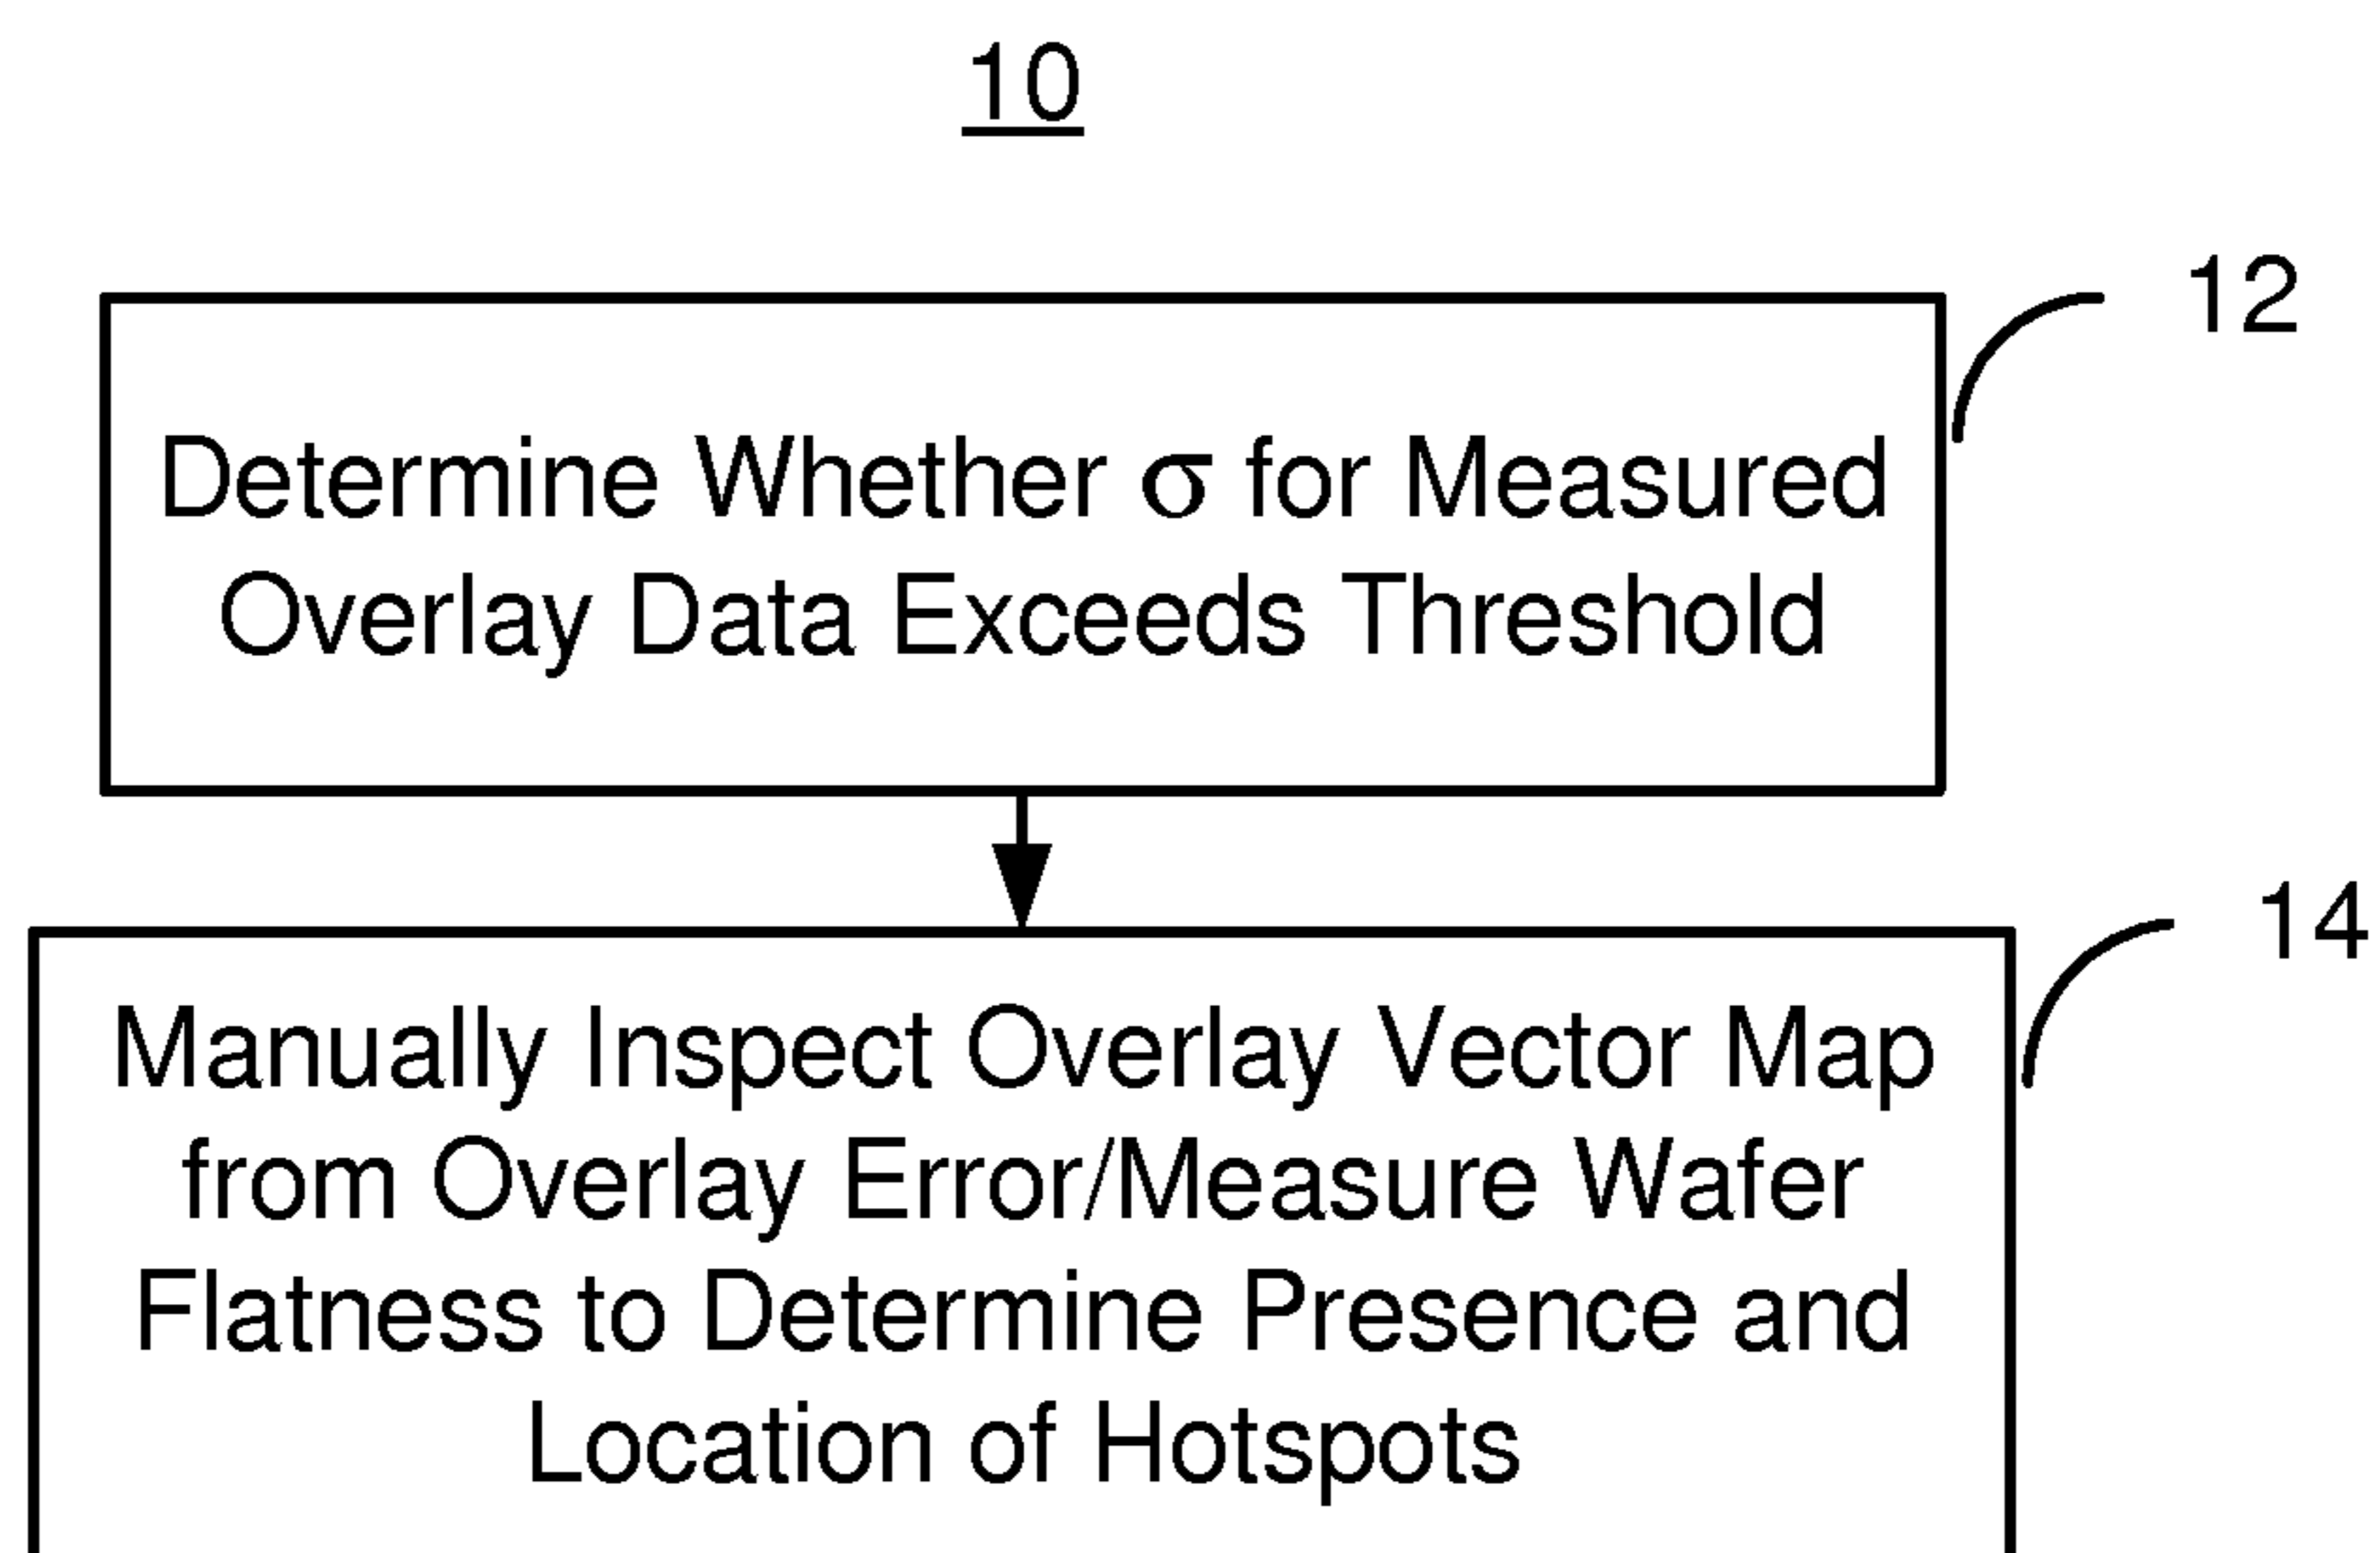 10
12
Determine Whether σ for Measured
Overlay Data Exceeds Threshold
14
Manually Inspect Overlay Vector Map
from Overlay Error/Measure Wafer
Flatness to Determine Presence and
Location of Hotspots